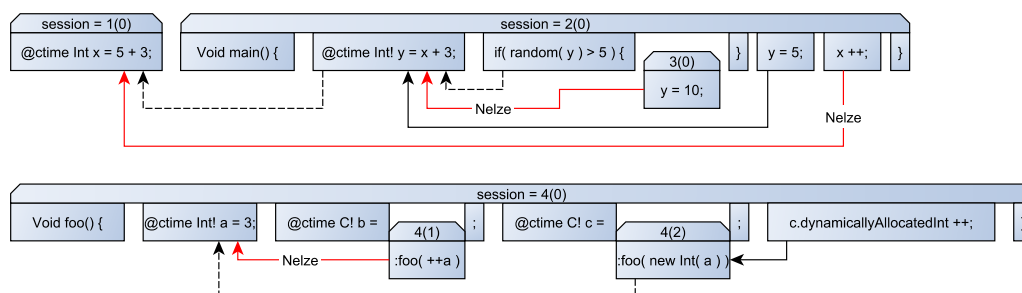 session = 1(0)
session = 2(0)
@ctime Int x = 5 + 3;
Void main() {
@ctime Int! y = x + 3;
if( random( y ) > 5 ) {
3(0)
y = 10;
}
y = 5;
x ++;
}
Nelze
Nelze
session = 4(0)
Void foo() {
@ctime Int! a = 3;
@ctime C! b =
4(1)
:foo( ++a )
;
@ctime C! c =
4(2)
:foo( new Int( a ) )
;
c.dynamicallyAllocatedInt ++;
Nelze